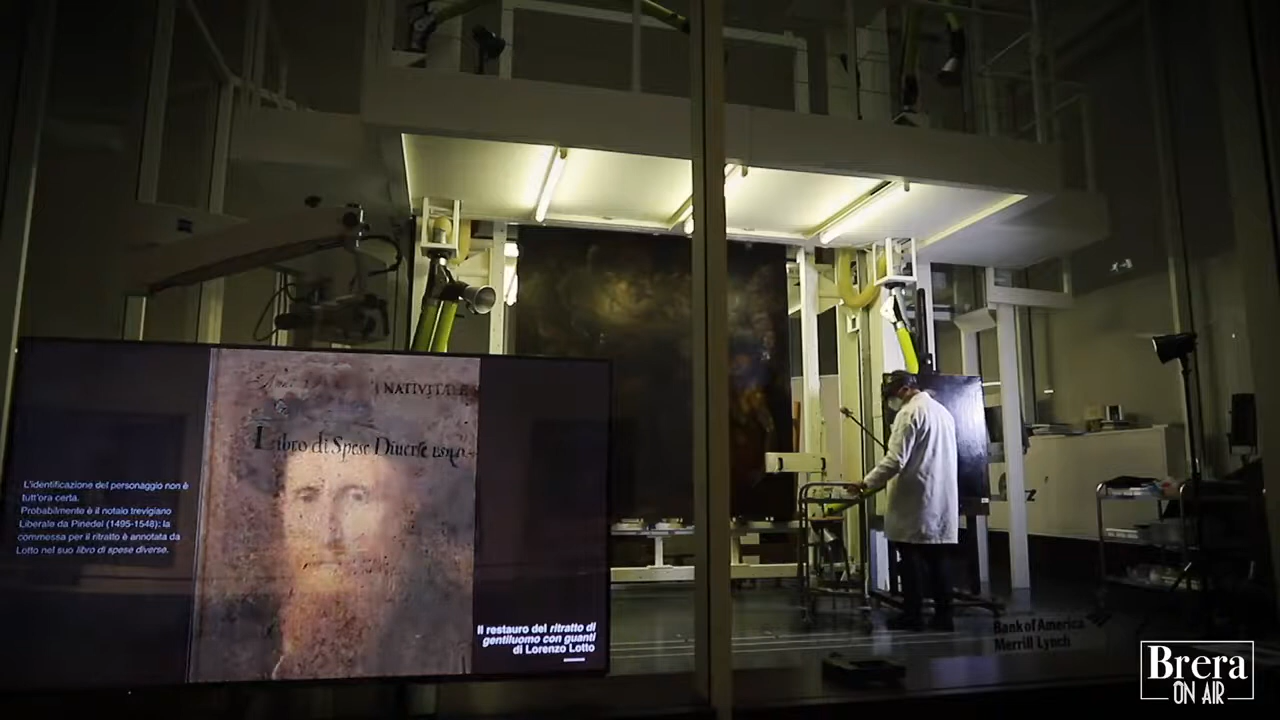 NATIVITA
Libro di Spese Diuerse
L'identificazione del personaggio non è
tutt'ora certa.
Probabilmente è il notaio trevigiano
Liberale da Pinedel (1495-1548): la
commessa per il ritratto è annotata da
Lotto nel suo libro di spese diverse.
Il restauro del ritratto di
gentiluomo con guanti
di Lorenzo Lotto
Bank of America
Merrill Lynch
Brera
ON AIR